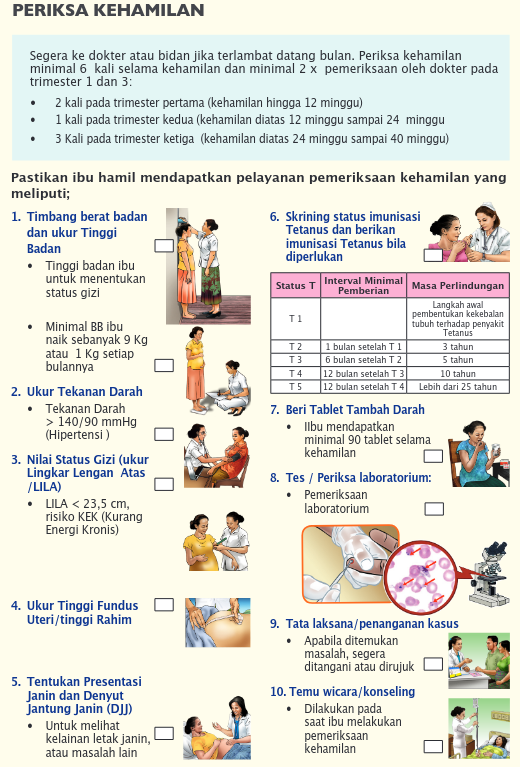 PERIKSA KEHAMILAN
Segera ke dokter atau bidan jika terlambat datang bulan. Periksa kehamilan
minimal 6 kali selama kehamilan dan minimal 2 x pemeriksaan oleh dokter pada
trimester 1 dan 3:
• 2 kali pada trimester pertama (kehamilan hingga 12 minggu)
• 1 kali pada trimester kedua (kehamilan diatas 12 minggu sampai 24 minggu
• 3 Kali pada trimester ketiga (kehamilan diatas 24 minggu sampai 40 minggu)
Pastikan ibu hamil mendapatkan pelayanan pemeriksaan kehamilan yang
meliputi;
1. Timbang berat badan
dan ukur Tinggi
Badan
• Tinggi badan ibu
untuk menentukan
status gizi
• Minimal BB ibu
naik sebanyak 9 Kg
atau 1 Kg setiap
bulannya
2. Ukur Tekanan Darah
• Tekanan Darah
> 140/90 mmHg
(Hipertensi )
3. Nilai Status Gizi (ukur
Lingkar Lengan Atas
/LILA)
• LILA < 23,5 cm,
risiko KEK (Kurang
Energi Kronis)
4. Ukur Tinggi Fundus
Uteri/tinggi Rahim
5. Tentukan Presentasi
Janin dan Denyut
Jantung Janin (DJJ)
• Untuk melihat
kelainan letak janin,
atau masalah lain
6. Skrining status imunisasi
Tetanus dan berikan
imunisasi Tetanus bila
diperlukan
Status T Interval Minimal Pemberian Masa Perlindungan
T 1 Langkah awal
pembentukan kekebalan
tubuh terhadap penyakit
Tetanus
T 2 1 bulan setelah T 1 3 tahun
T 3 6 bulan setelah T 2 5 tahun
T 4 12 bulan setelah T 3 10 tahun
T 5 12 bulan setelah T 4 Lebih dari 25 tahun
7. Beri Tablet Tambah Darah
• IIbu mendapatkan
minimal 90 tablet selama
kehamilan
8. Tes / Periksa laboratorium:
• Pemeriksaan
laboratorium
9. Tata laksana/penanganan kasus
• Apabila ditemukan
masalah, segera
ditangani atau dirujuk
10. Temu wicara/konseling
• Dilakukan pada
saat ibu melakukan
pemeriksaan
kehamilan